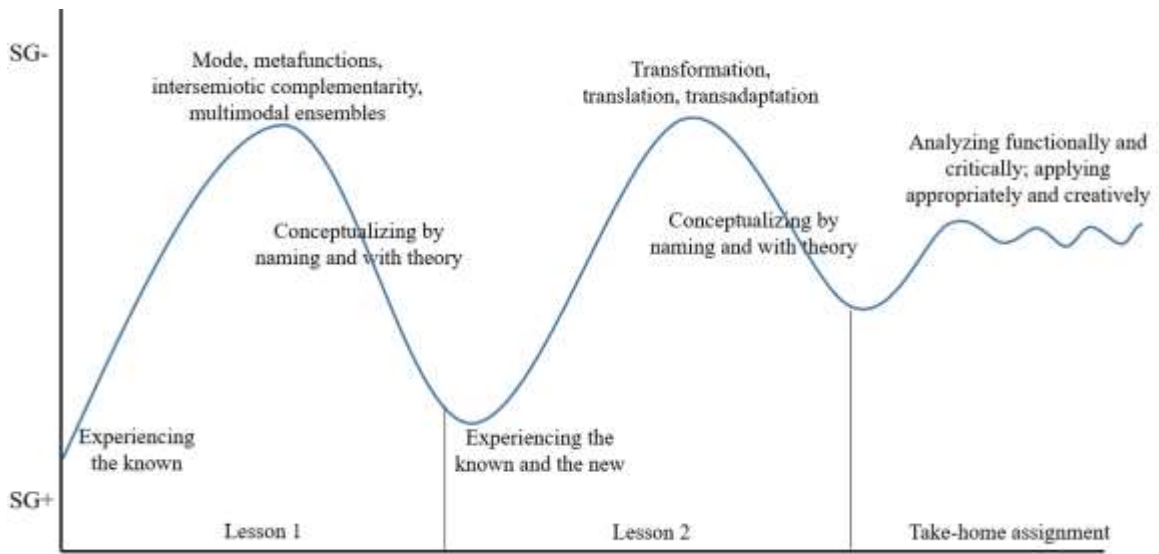 SG-
Mode, metafunctions,
intersemiotic complementarity,
multimodal ensembles
Transformation,
translation, transadaptation
Analyzing functionally and
critically; applying
appropriately and creatively
Conceptualizing by
naming and with theory
Conceptualizing by
naming and with theory
Experiencing
the known
Experiencing the
known and the new
SG+
Lesson 1
Lesson 2
Take-home assignment